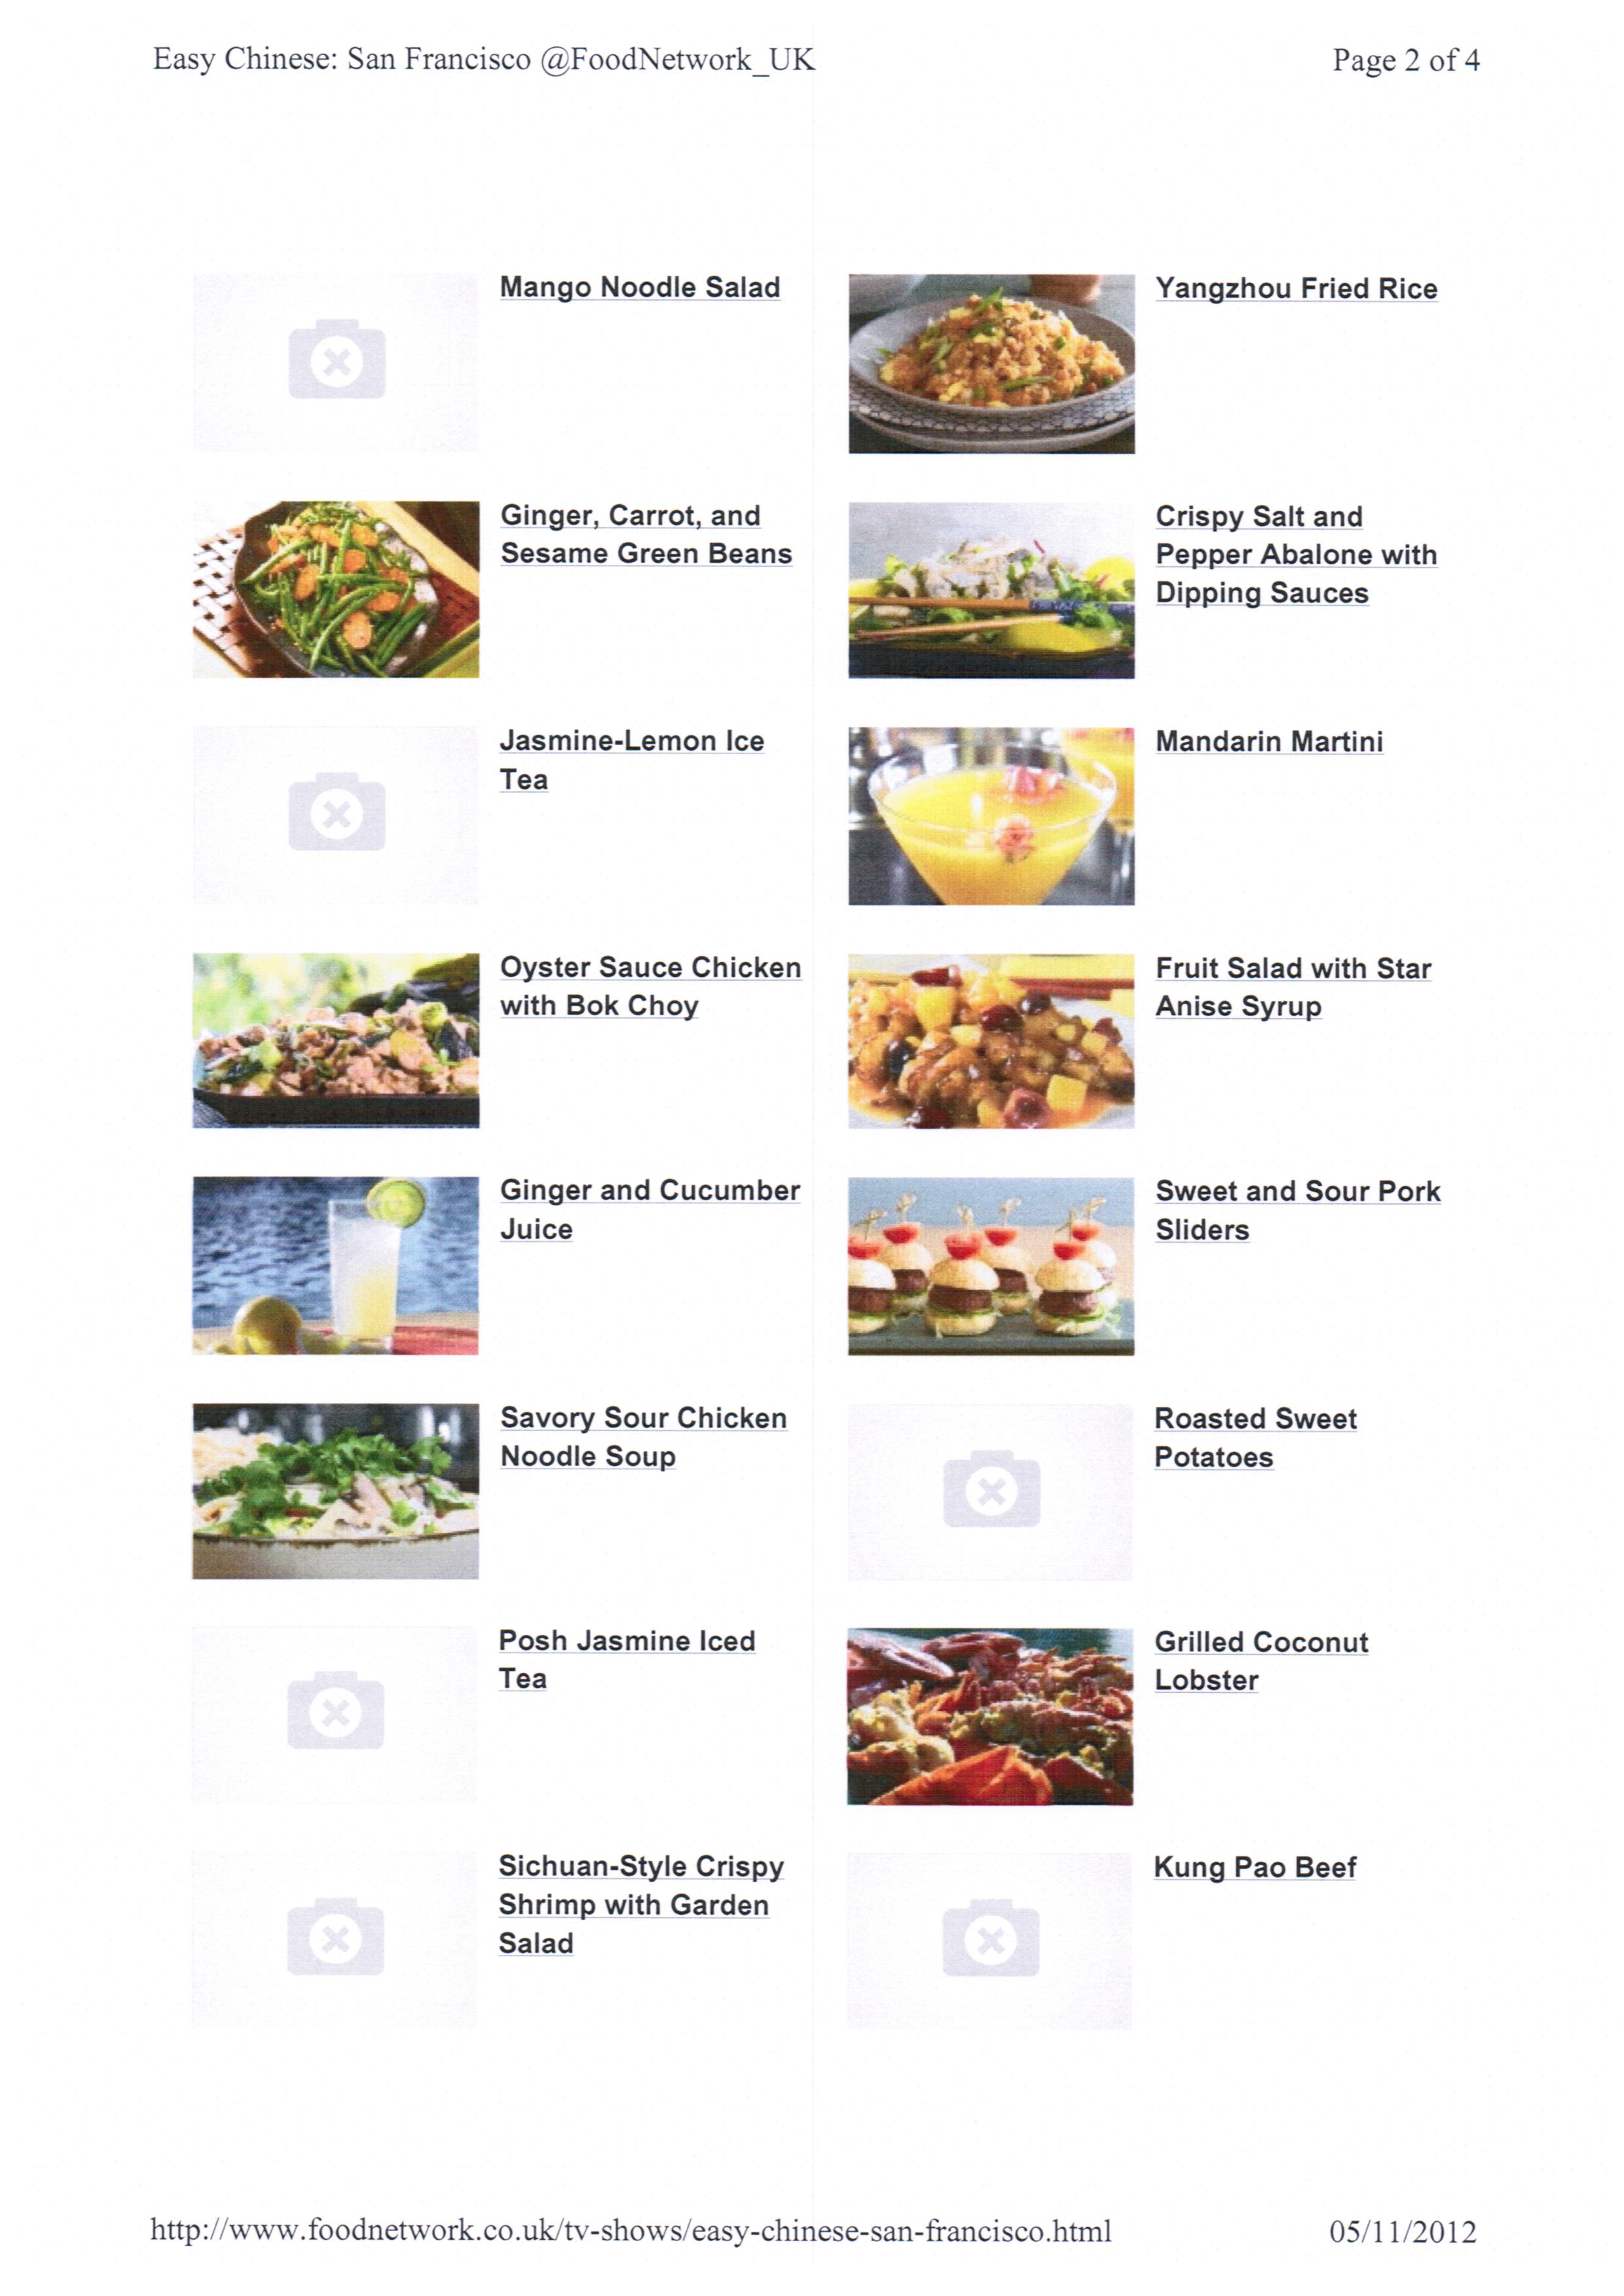 Easy Chinese: San Francisco @FoodNetwork_UK
Page 2 of 4
Mango Noodle Salad
Yangzhou Fried Rice
Ginger, Carrot, and
Sesame Green Beans
Crispy Salt and
Pepper Abalone with
Dipping Sauces
Jasmine-Lemon Ice
Tea
Mandarin Martini
Oyster Sauce Chicken
with Bok Choy
Fruit Salad with Star
Anise Syrup
Ginger and Cucumber
Juice
Sweet and Sour Pork
Sliders
Savory Sour Chicken
Noodle Soup
Roasted Sweet
Potatoes
Posh Jasmine Iced
Tea
Grilled Coconut
Lobster
Sichuan-Style Crispy
Shrimp with Garden
Salad
Kung Pao Beef
http://www.foodnetwork.co.uk/tv-shows/easy-chinese-san-francisco.html
05/11/2012